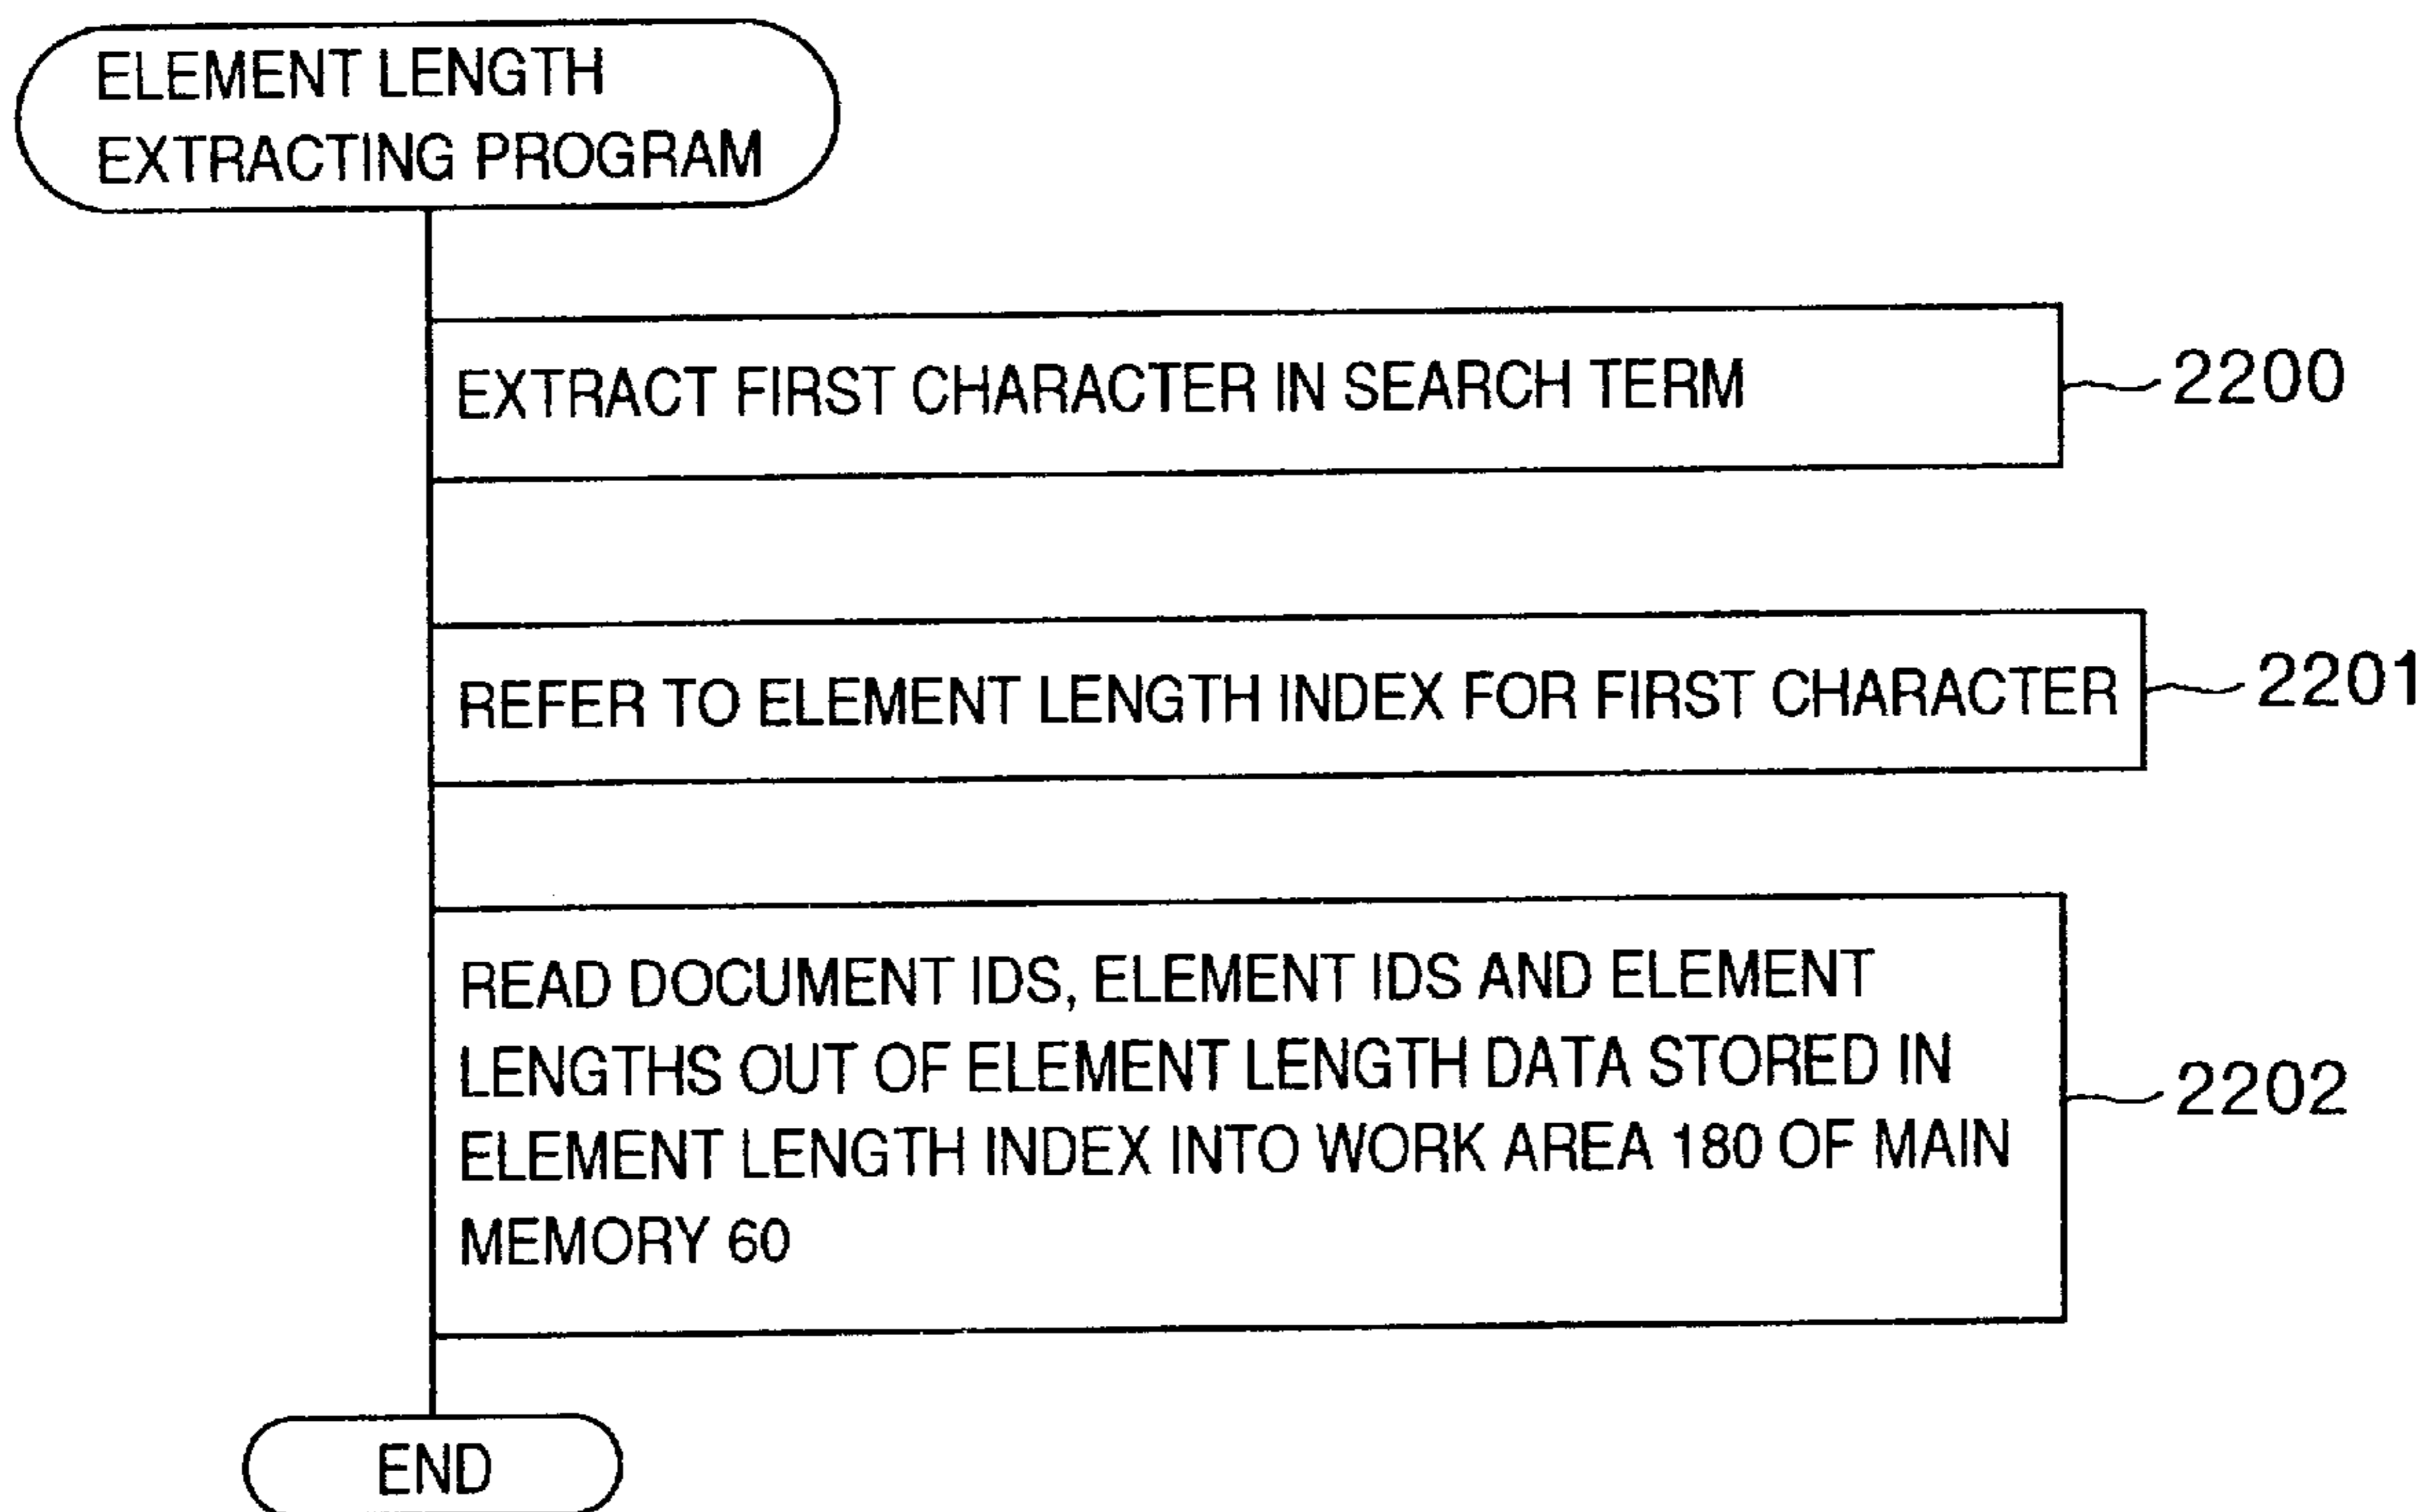 ELEMENT LENGTH
EXTRACTING PROGRAM
EXTRACT FIRST CHARACTER IN SEARCH TERM
2200
REFER TO ELEMENT LENGTH INDEX FOR FIRST CHARACTER
2201
READ DOCUMENT IDS, ELEMENT IDS AND ELEMENT
LENGTHS OUT OF ELEMENT LENGTH DATA STORED IN
ELEMENT LENGTH INDEX INTO WORK AREA 180 OF MAIN
MEMORY 60
2202
END